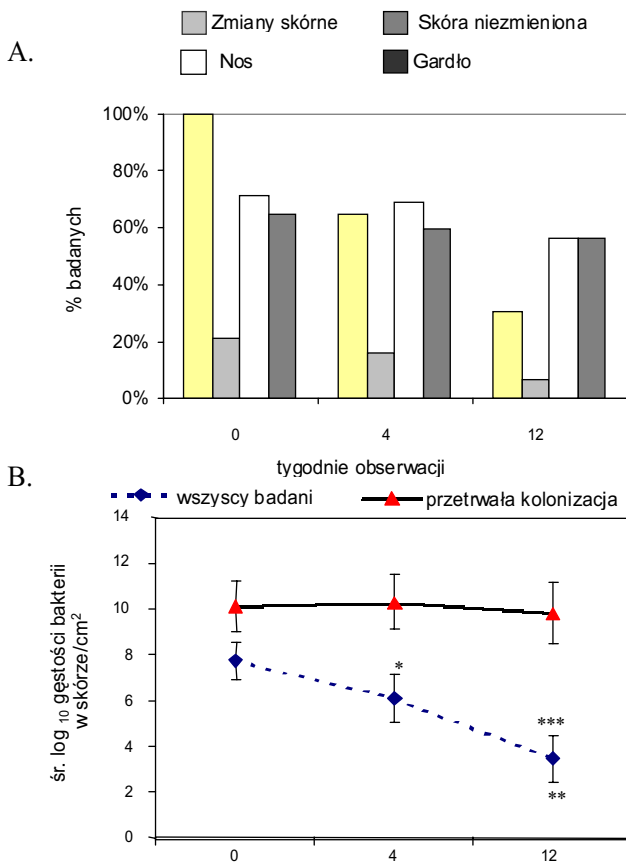 A.
Zmiany skórne Skóra niezmieniona
Nos Gardło
100%
80%
60%
40%
20%
0%
% badanych
0 4 12
tygodnie obserwacji
B.
wszyscy badani przetrwała kolonizacja
14
12
10
8
6
4
2
0
śr. log 10 gęstości bakterii
w skórze/cm2
*
***
**
0 4 12